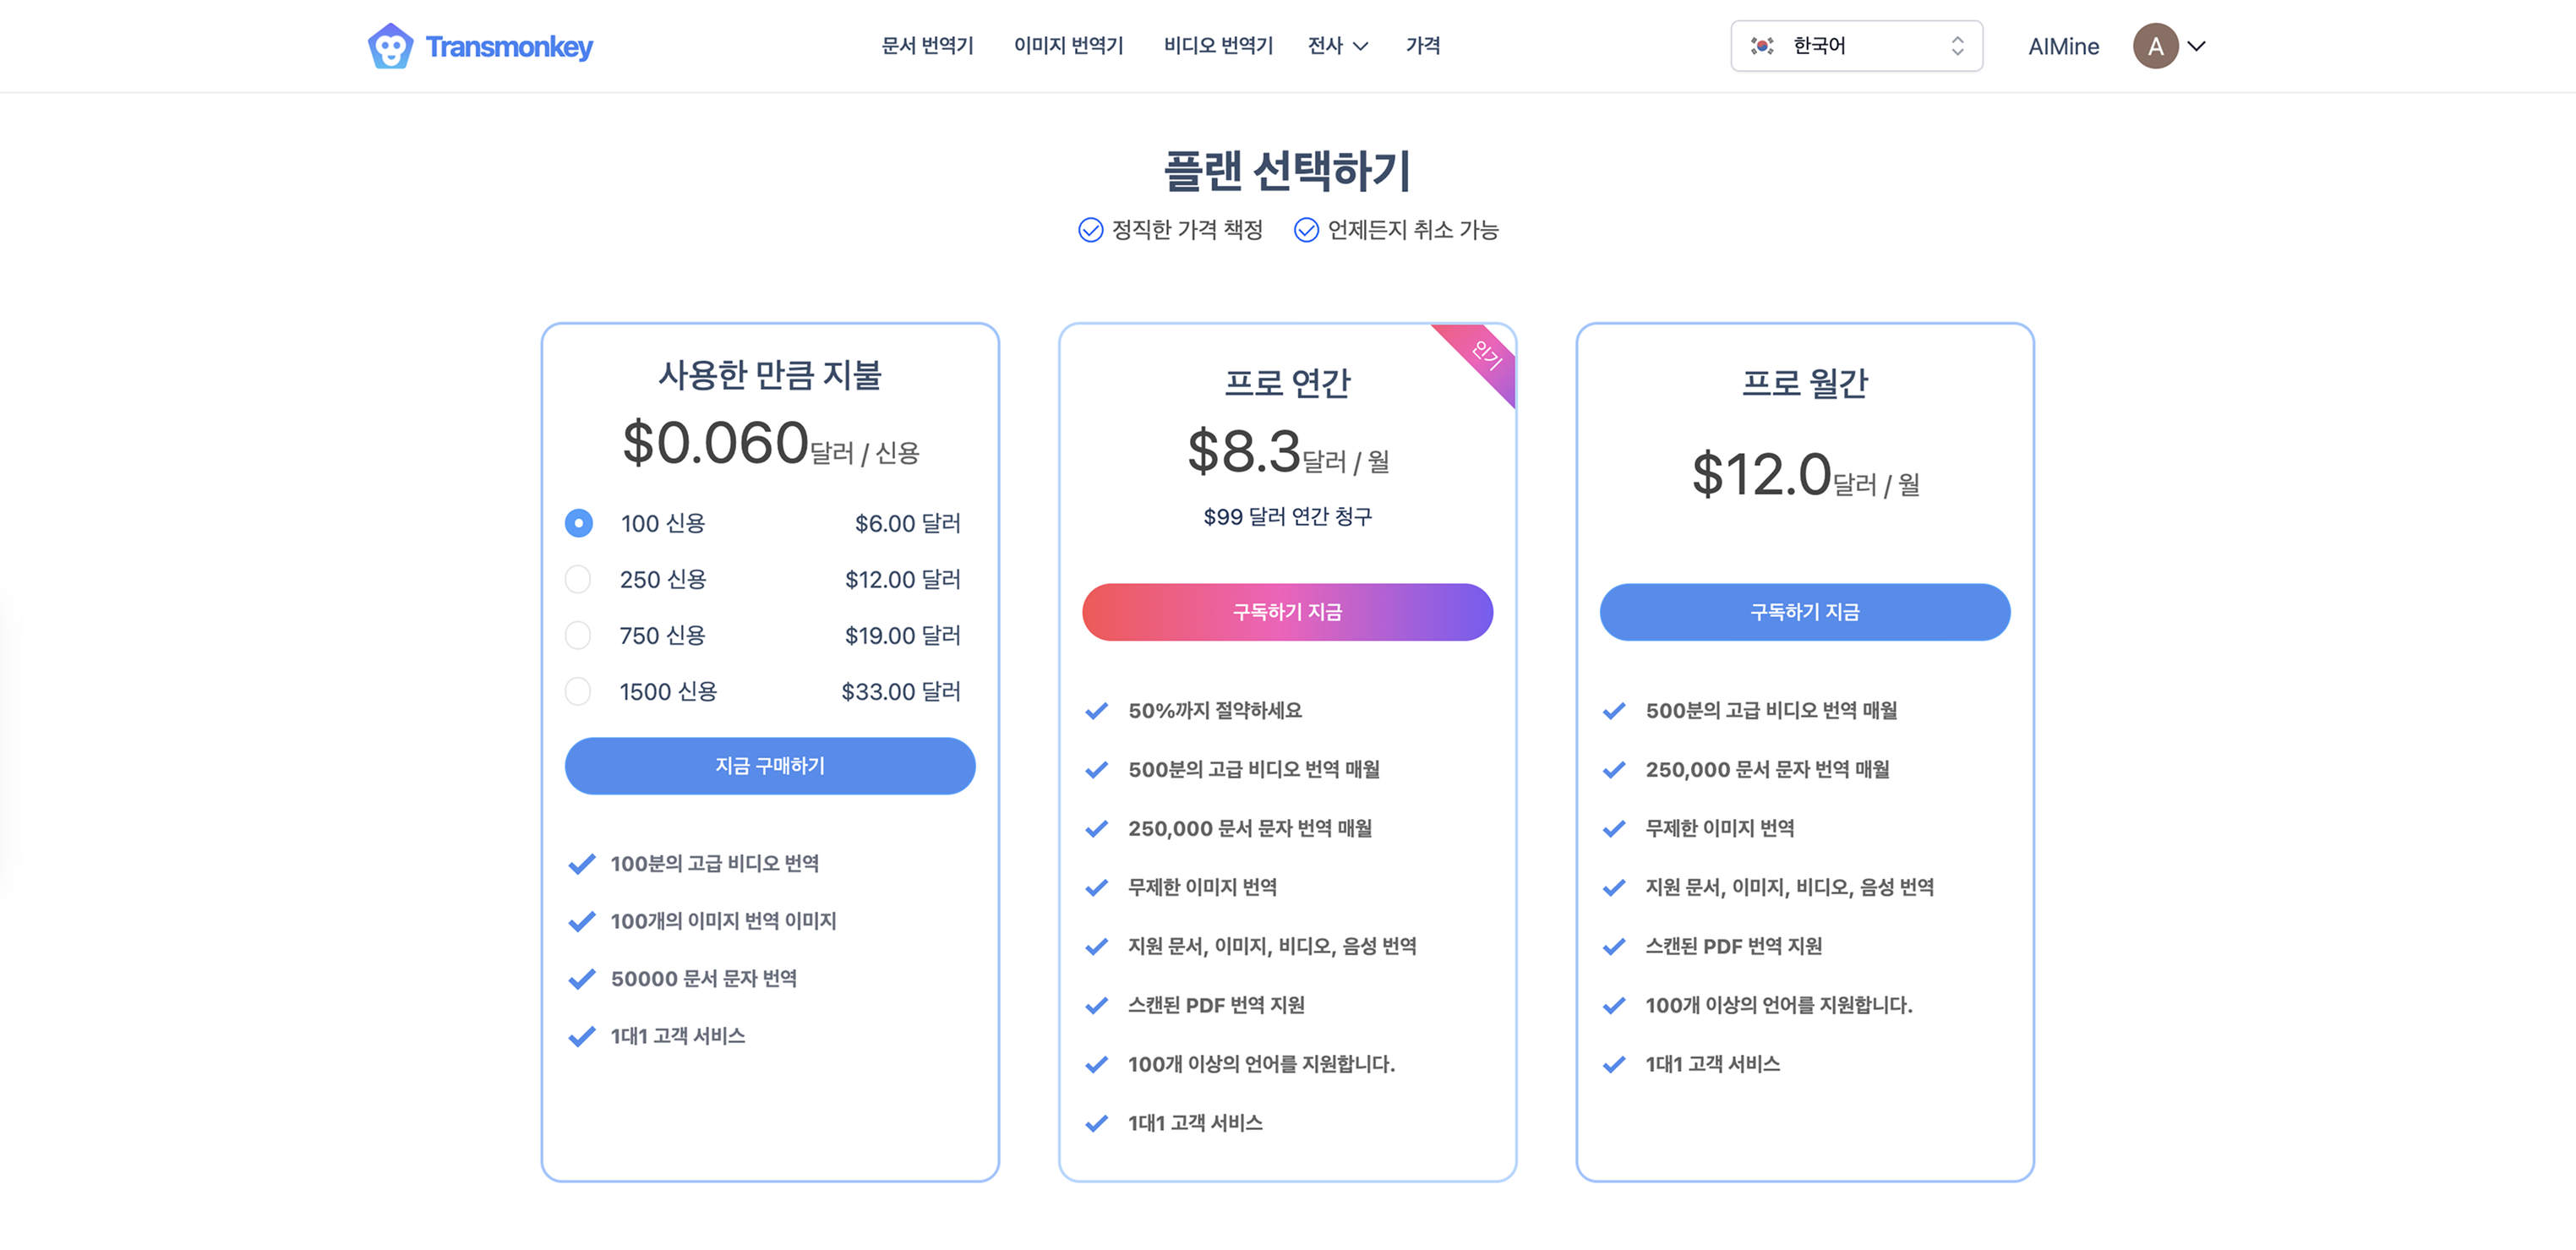 Transmonkey
문서 번역기 이미지 번역기 비디오 번역기 전사 가격
한국어
AIMine
A
플랜 선택하기
정직한 가격 책정 언제든지 취소 가능
사용한 만큼 지불
$0.060달러 / 신용
100 신용 $6.00 달러
250 신용 $12.00 달러
750 신용 $19.00 달러
1500 신용 $33.00 달러
지금 구매하기
100분의 고급 비디오 번역
100개의 이미지 번역 이미지
50000 문서 문자 번역
1대1 고객 서비스
인기
프로 연간
$8.3달러 / 월
$99 달러 연간 청구
구독하기 지금
50%까지 절약하세요
500분의 고급 비디오 번역 매월
250,000 문서 문자 번역 매월
무제한 이미지 번역
지원 문서, 이미지, 비디오, 음성 번역
스캔된 PDF 번역 지원
100개 이상의 언어를 지원합니다.
1대1 고객 서비스
프로 월간
$12.0달러 / 월
구독하기 지금
500분의 고급 비디오 번역 매월
250,000 문서 문자 번역 매월
무제한 이미지 번역
지원 문서, 이미지, 비디오, 음성 번역
스캔된 PDF 번역 지원
100개 이상의 언어를 지원합니다.
1대1 고객 서비스